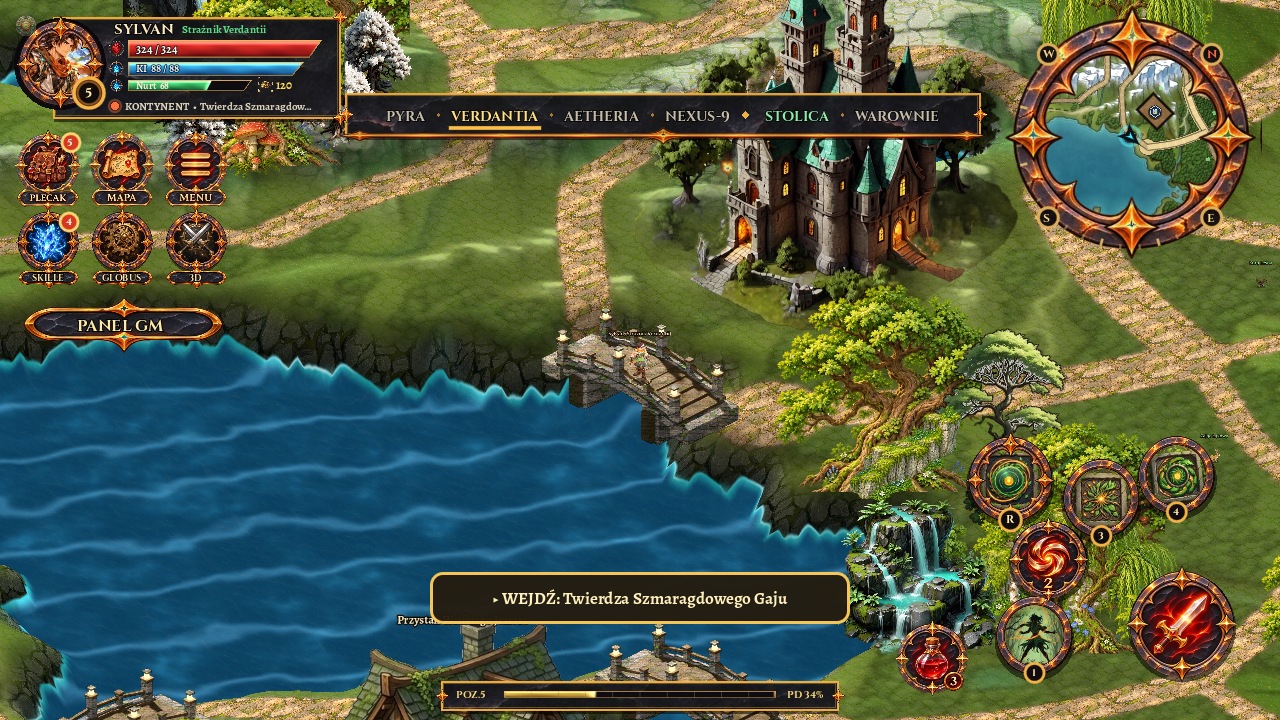 SYLVAN Strażnik Verdantii
324 / 324
KI 88 / 88
Nurt 68
120
5
KONTYNENT • Twierdza Szmaragdow...
PYRA • VERDANTIA • AETHERIA • NEXUS-9 ◆ STOLICA • WAROWNIE
W
N
S
E
5
PLECAK
MAPA
MENU
4
SKILLE
GLOBUS
3D
PANEL GM
R
3
4
2
1
3
▸ WEJDŹ: Twierdza Szmaragdowego Gaju
POZ.5
PD 34%